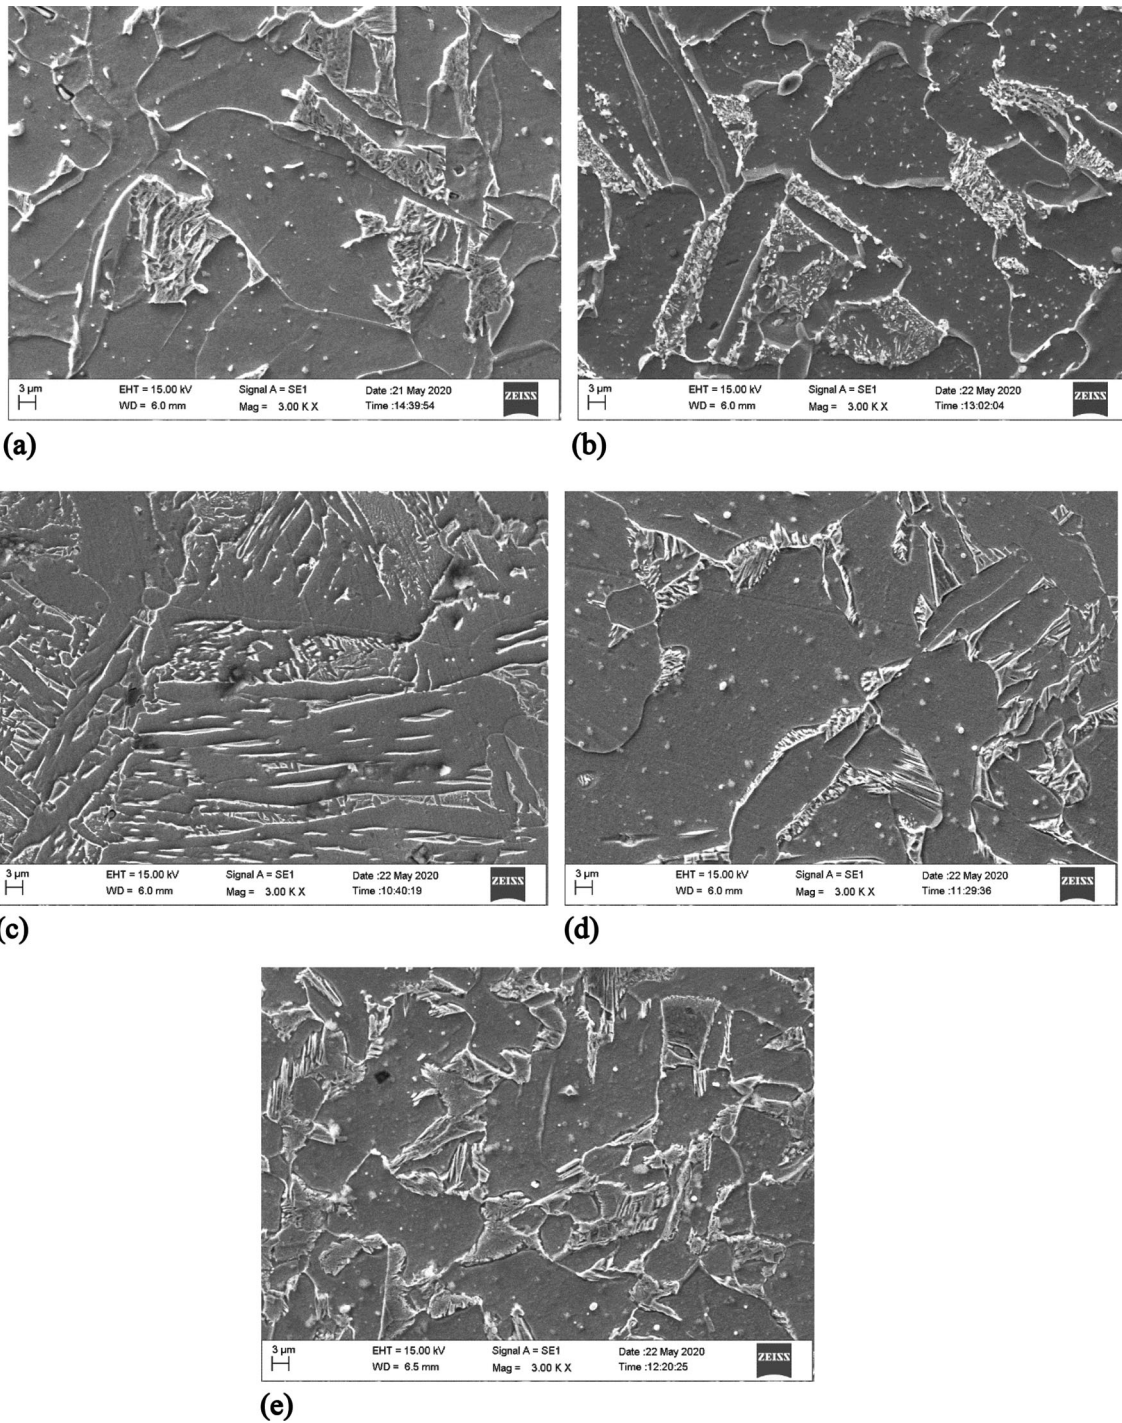 3 µm
EHT = 15.00 kV Signal A = SE1 Date :21 May 2020 ZEISS
WD = 6.0 mm Mag = 3.00 K X Time :14:39:54
(a)
3 µm
EHT = 15.00 kV Signal A = SE1 Date :22 May 2020 ZEISS
WD = 6.0 mm Mag = 3.00 K X Time :13:02:04
(b)
3 µm
EHT = 15.00 kV Signal A = SE1 Date :22 May 2020 ZEISS
WD = 6.0 mm Mag = 3.00 K X Time :10:40:19
(c)
3 µm
EHT = 15.00 kV Signal A = SE1 Date :22 May 2020 ZEISS
WD = 6.0 mm Mag = 3.00 K X Time :11:29:36
(d)
3 µm
EHT = 15.00 kV Signal A = SE1 Date :22 May 2020 ZEISS
WD = 6.5 mm Mag = 3.00 K X Time :12:20:25
(e)